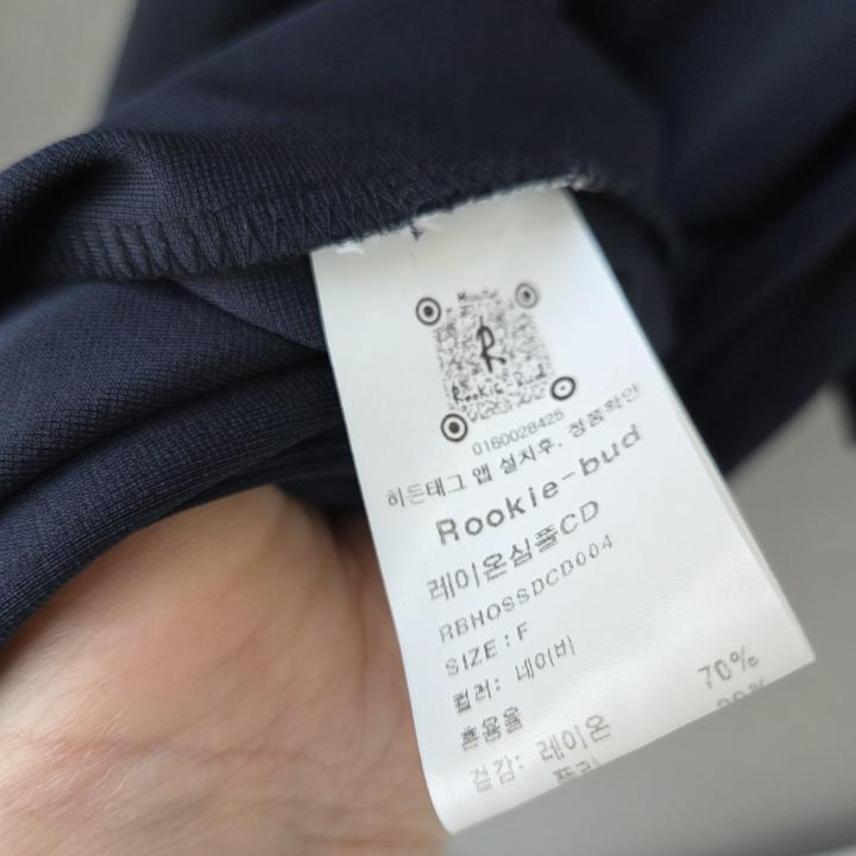 R
Rookie-bud
0160028425
히든태그 앱 설치후, 정품확인
Rookie-bud
레이온심플CD
RBHOSSDCD004
SIZE : F
컬러: 네이비
혼용율
겉감: 레이온 70%